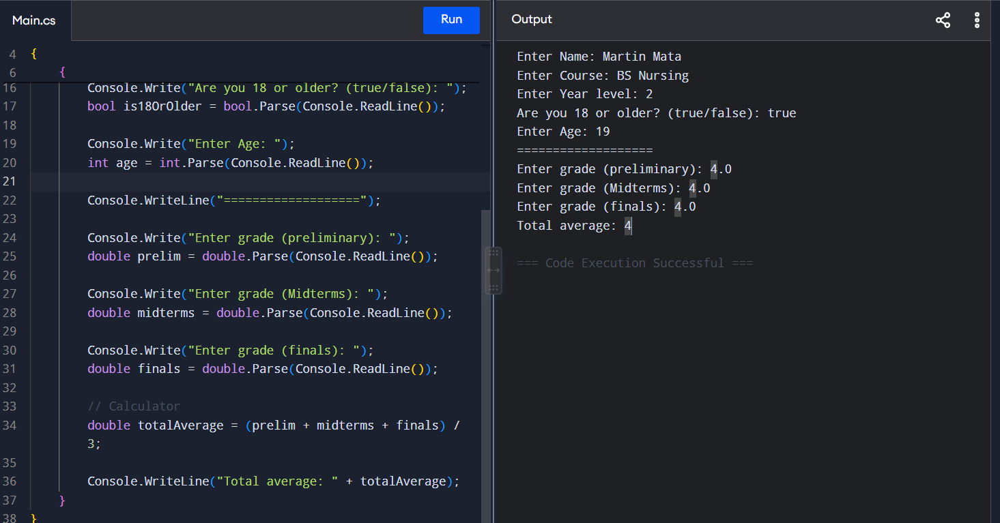 Main.cs
Run
4 {
6 {
16 Console.Write("Are you 18 or older? (true/false): ");
17 bool is18OrOlder = bool.Parse(Console.ReadLine());
18
19 Console.Write("Enter Age: ");
20 int age = int.Parse(Console.ReadLine());
21
22 Console.WriteLine("===================");
23
24 Console.Write("Enter grade (preliminary): ");
25 double prelim = double.Parse(Console.ReadLine());
26
27 Console.Write("Enter grade (Midterms): ");
28 double midterms = double.Parse(Console.ReadLine());
29
30 Console.Write("Enter grade (finals): ");
31 double finals = double.Parse(Console.ReadLine());
32
33 // Calculator
34 double totalAverage = (prelim + midterms + finals) /
3;
35
36 Console.WriteLine("Total average: " + totalAverage);
37 }
38 }
Output
Enter Name: Martin Mata
Enter Course: BS Nursing
Enter Year level: 2
Are you 18 or older? (true/false): true
Enter Age: 19
===================
Enter grade (preliminary): 4.0
Enter grade (Midterms): 4.0
Enter grade (finals): 4.0
Total average: 4
=== Code Execution Successful ===